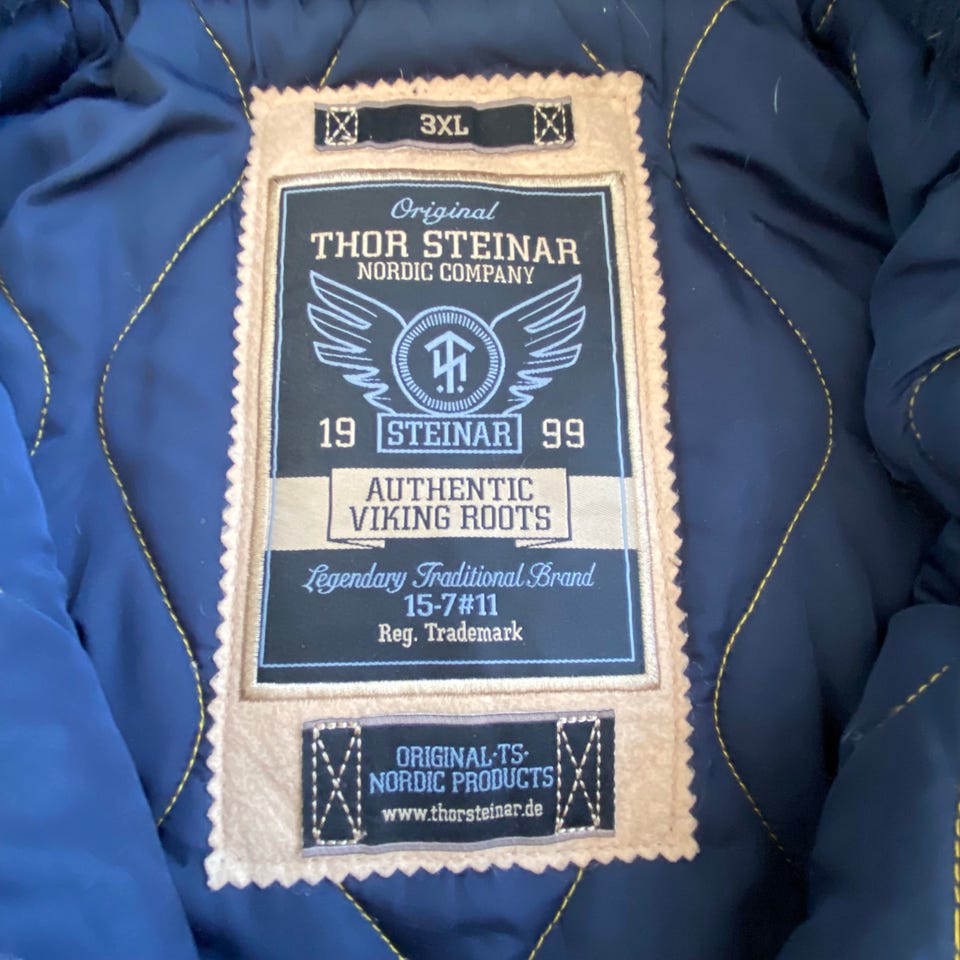 3XL
Original
THOR STEINAR
NORDIC COMPANY
19 STEINAR 99
AUTHENTIC
VIKING ROOTS
Legendary Traditional Brand
15-7#11
Reg. Trademark
ORIGINAL·TS·
NORDIC PRODUCTS
www.thorsteinar.de